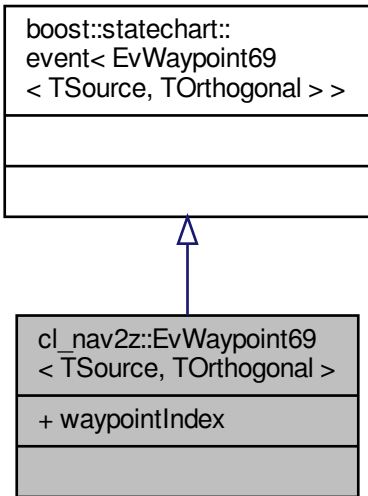 boost::statechart::
event< EvWaypoint69
< TSource, TOrthogonal > >
cl_nav2z::EvWaypoint69
< TSource, TOrthogonal >
+ waypointIndex